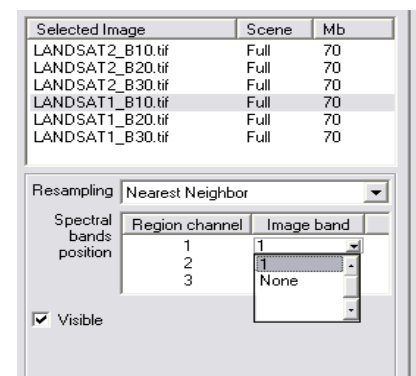 Selected Image Scene Mb
LANDSAT2_B10.tif Full 70
LANDSAT2_B20.tif Full 70
LANDSAT2_B30.tif Full 70
LANDSAT1_B10.tif Full 70
LANDSAT1_B20.tif Full 70
LANDSAT1_B30.tif Full 70
Resampling Nearest Neighbor
Spectral bands position
Region channel Image band
1 1
2 1
3 None
Visible